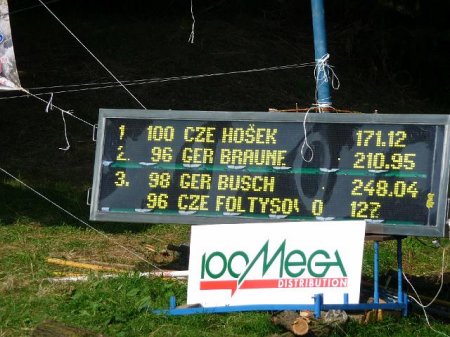 1 100 CZE HOŠEK 171.12
2. 96 GER BRAUNE 210.95
3. 98 GER BUSCH 248.04
96 CZE FOLTYSOV 0 127
100MEGA
DISTRIBUTION